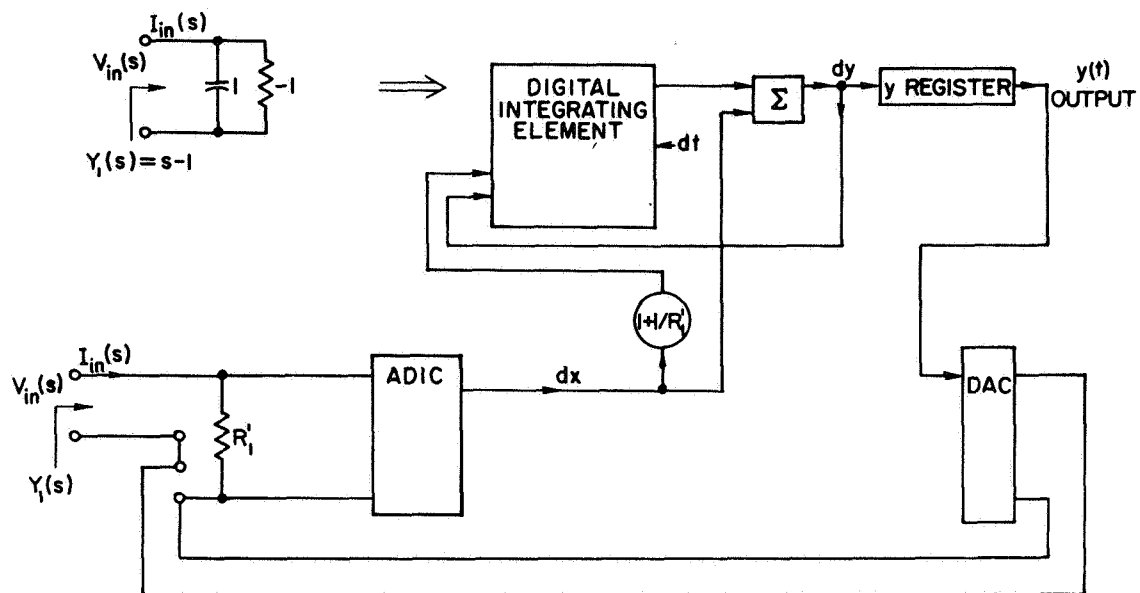 I_in(s)
V_in(s)
1
-1
Y_1(s)=s-1
DIGITAL
INTEGRATING
ELEMENT
dt
Σ
dy
y REGISTER
y(t)
OUTPUT
1+1/R'_1
I_in(s)
V_in(s)
Y_1(s)
R'_1
ADIC
dx
DAC